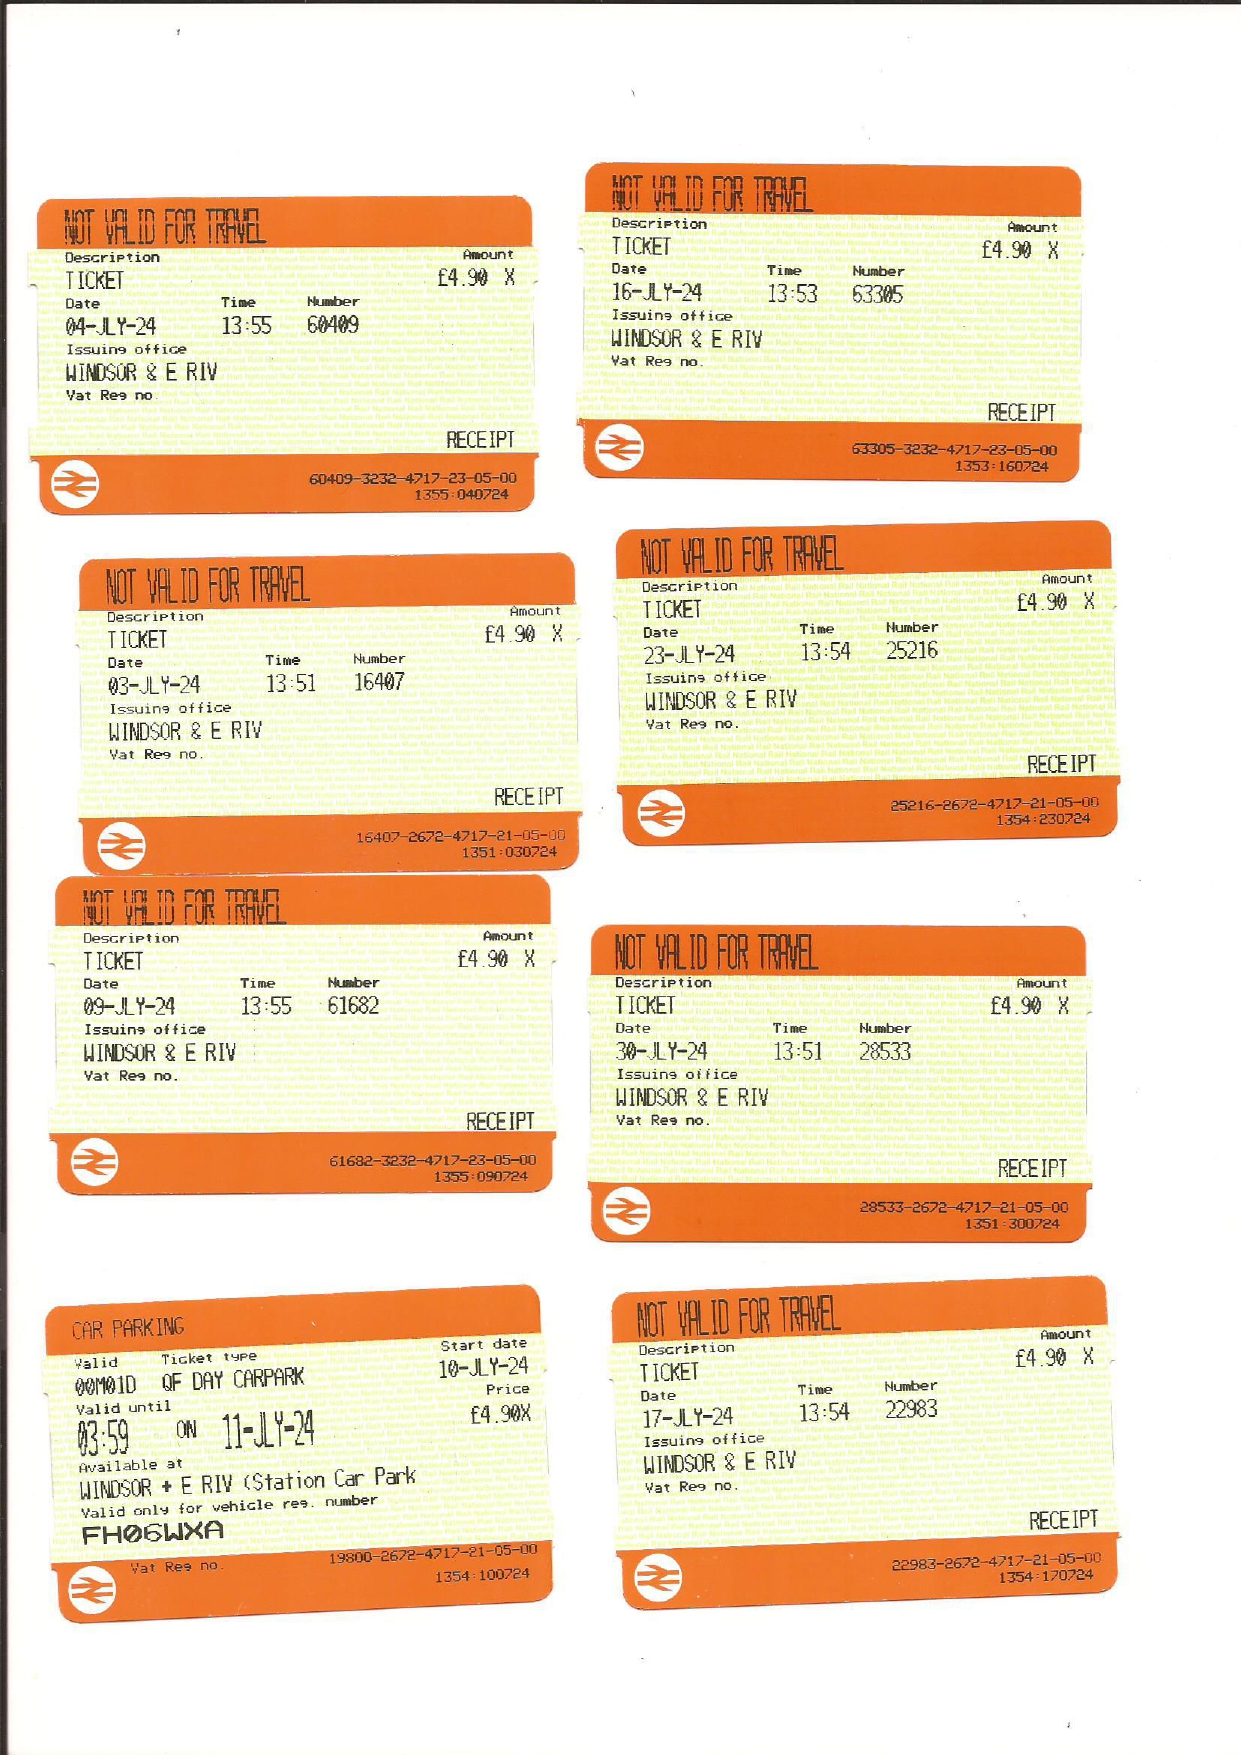 NOT VALID FOR TRAVEL
Description Amount
TICKET £4.90 X
Date Time Number
04-JLY-24 13:55 60409
Issuing office
WINDSOR & E RIV
Vat Reg no.
RECEIPT
60409-3232-4717-23-05-00
1355:040724
NOT VALID FOR TRAVEL
Description Amount
TICKET £4.90 X
Date Time Number
16-JLY-24 13:53 63305
Issuing office
WINDSOR & E RIV
Vat Reg no.
RECEIPT
63305-3232-4717-23-05-00
1353:160724
NOT VALID FOR TRAVEL
Description Amount
TICKET £4.90 X
Date Time Number
03-JLY-24 13:51 16407
Issuing office
WINDSOR & E RIV
Vat Reg no.
RECEIPT
16407-2672-4717-21-05-00
1351:030724
NOT VALID FOR TRAVEL
Description Amount
TICKET £4.90 X
Date Time Number
23-JLY-24 13:54 25216
Issuing office
WINDSOR & E RIV
Vat Reg no.
RECEIPT
25216-2672-4717-21-05-00
1354:230724
NOT VALID FOR TRAVEL
Description Amount
TICKET £4.90 X
Date Time Number
09-JLY-24 13:55 61682
Issuing office
WINDSOR & E RIV
Vat Reg no.
RECEIPT
61682-3232-4717-23-05-00
1355:090724
NOT VALID FOR TRAVEL
Description Amount
TICKET £4.90 X
Date Time Number
30-JLY-24 13:51 28533
Issuing office
WINDSOR & E RIV
Vat Reg no.
RECEIPT
28533-2672-4717-21-05-00
1351:300724
CAR PARKING
Valid Ticket type Start date
00M01D QF DAY CARPARK 10-JLY-24
Valid until Price
03:59 ON 11-JLY-24 £4.90X
Available at
WINDSOR + E RIV (Station Car Park
Valid only for vehicle reg. number
FH06WXA
Vat Reg no. 19800-2672-4717-21-05-00
1354:100724
NOT VALID FOR TRAVEL
Description Amount
TICKET £4.90 X
Date Time Number
17-JLY-24 13:54 22983
Issuing office
WINDSOR & E RIV
Vat Reg no.
RECEIPT
22983-2672-4717-21-05-00
1354:170724